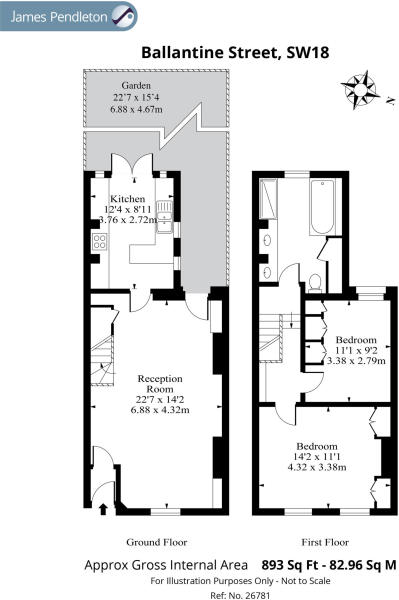 James Pendleton
Ballantine Street, SW18
N
Garden
22'7 x 15'4
6.88 x 4.67m
Kitchen
12'4 x 8'11
3.76 x 2.72m
Reception
Room
22'7 x 14'2
6.88 x 4.32m
Bedroom
11'1 x 9'2
3.38 x 2.79m
Bedroom
14'2 x 11'1
4.32 x 3.38m
Ground Floor
First Floor
Approx Gross Internal Area 893 Sq Ft - 82.96 Sq M
For Illustration Purposes Only - Not to Scale
Ref: No. 26781